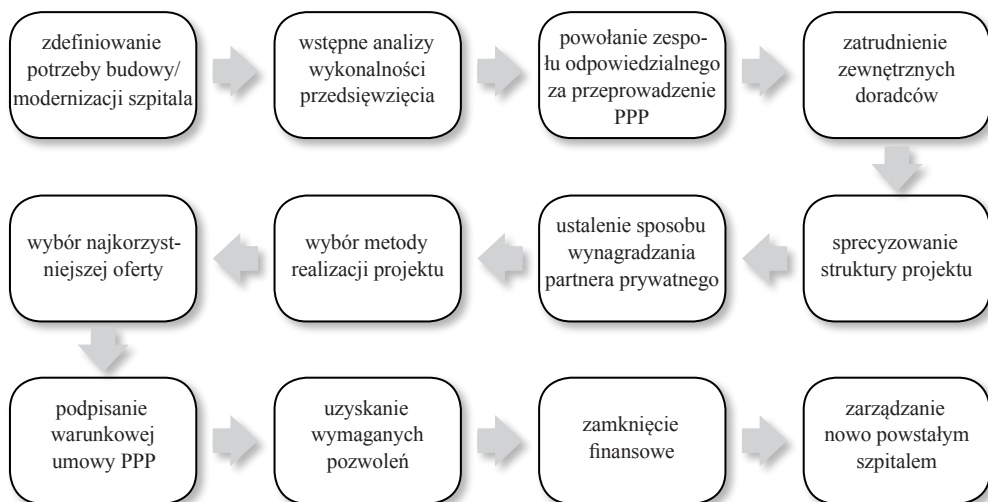 zdefiniowanie
potrzeby budowy/
modernizacji szpitala
wstępne analizy
wykonalności
przedsięwzięcia
powołanie zespo-
łu odpowiedzialnego
za przeprowadzenie
PPP
zatrudnienie
zewnętrznych
doradców
sprecyzowanie
struktury projektu
ustalenie sposobu
wynagradzania
partnera prywatnego
wybór metody
realizacji projektu
wybór najkorzyst-
niejszej oferty
podpisanie
warunkowej
umowy PPP
uzyskanie
wymaganych
pozwoleń
zamknięcie
finansowe
zarządzanie
nowo powstałym
szpitalem